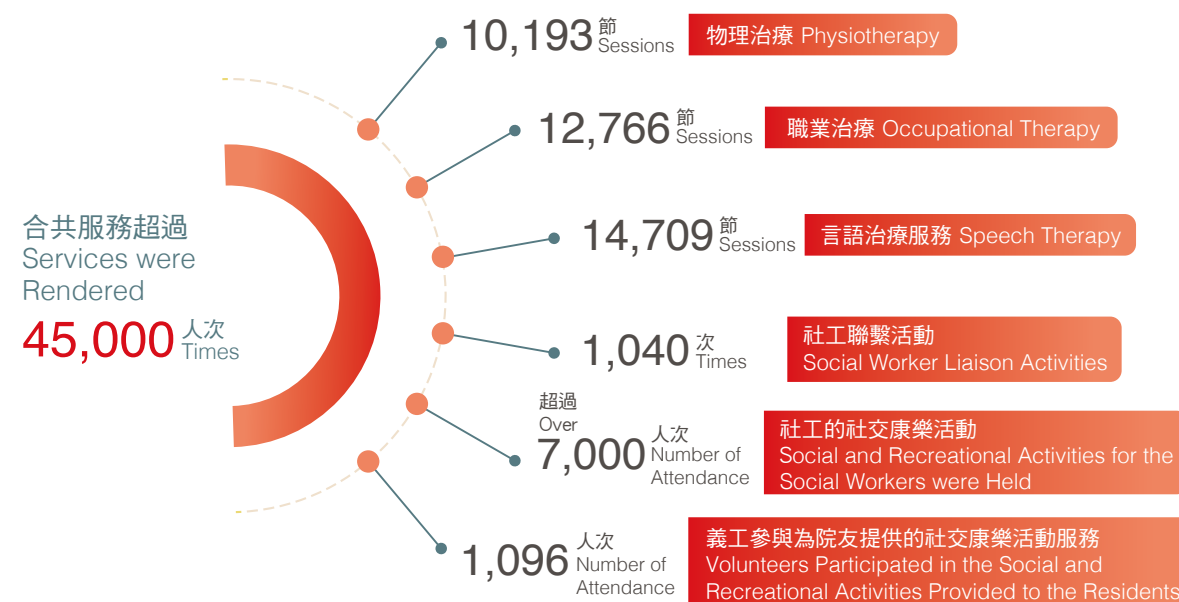 10,193 節 Sessions
物理治療 Physiotherapy
12,766 節 Sessions
職業治療 Occupational Therapy
14,709 節 Sessions
言語治療服務 Speech Therapy
合共服務超過
Services were
Rendered
45,000 人次 Times
1,040 次 Times
社工聯繫活動
Social Worker Liaison Activities
超過
Over
7,000 人次 Number of Attendance
社工的社交康樂活動
Social and Recreational Activities for the
Social Workers were Held
1,096 人次 Number of Attendance
義工參與為院友提供的社交康樂活動服務
Volunteers Participated in the Social and
Recreational Activities Provided to the Residents